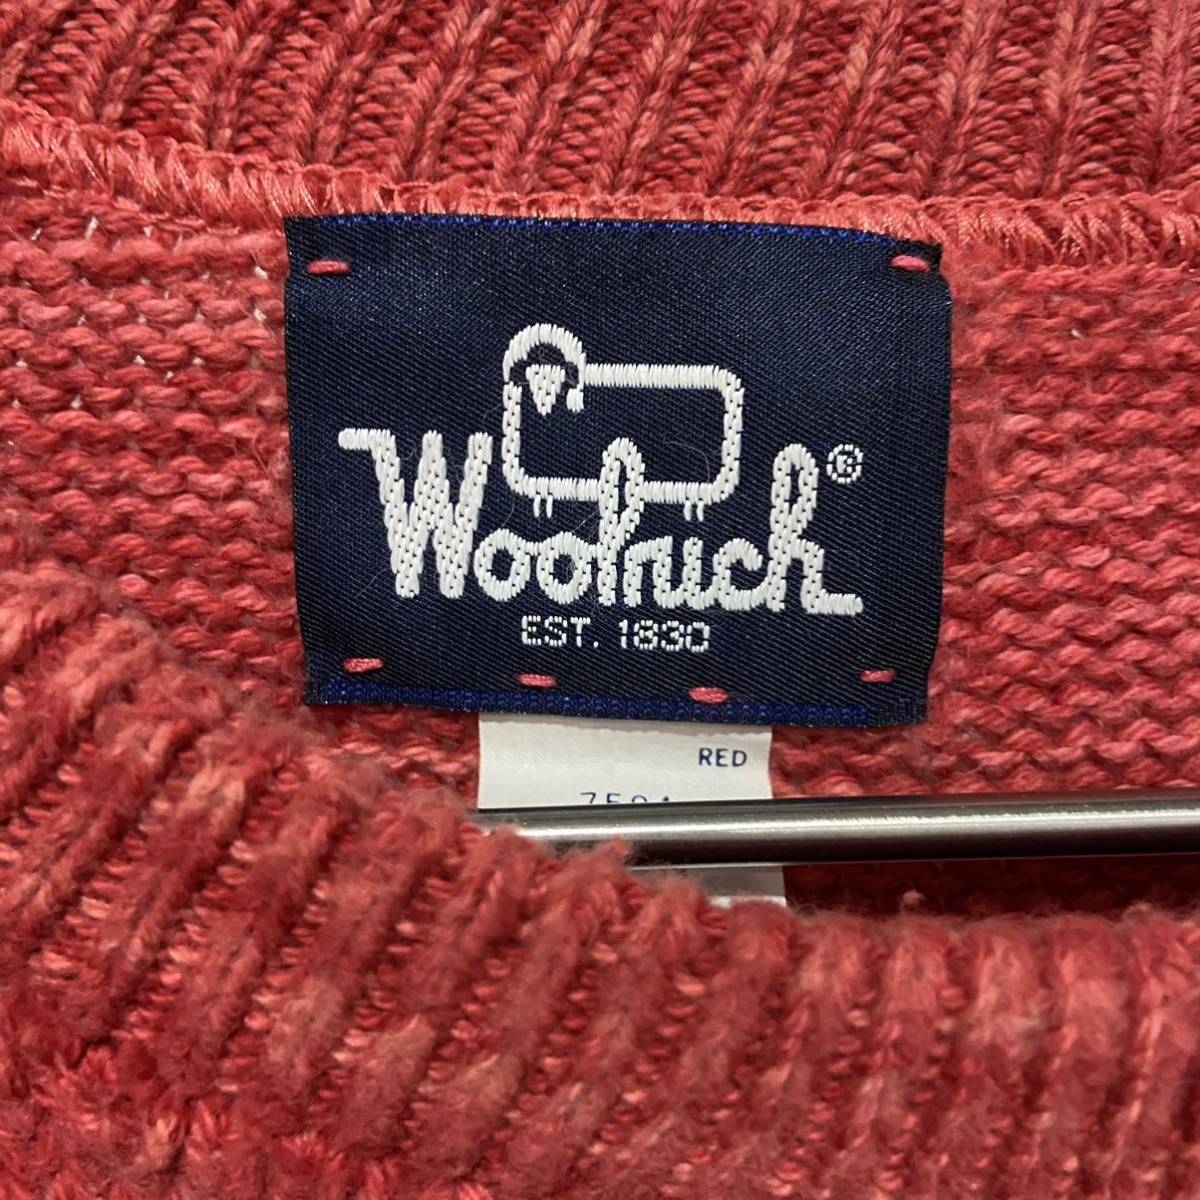 Woolrich®
EST. 1830
RED